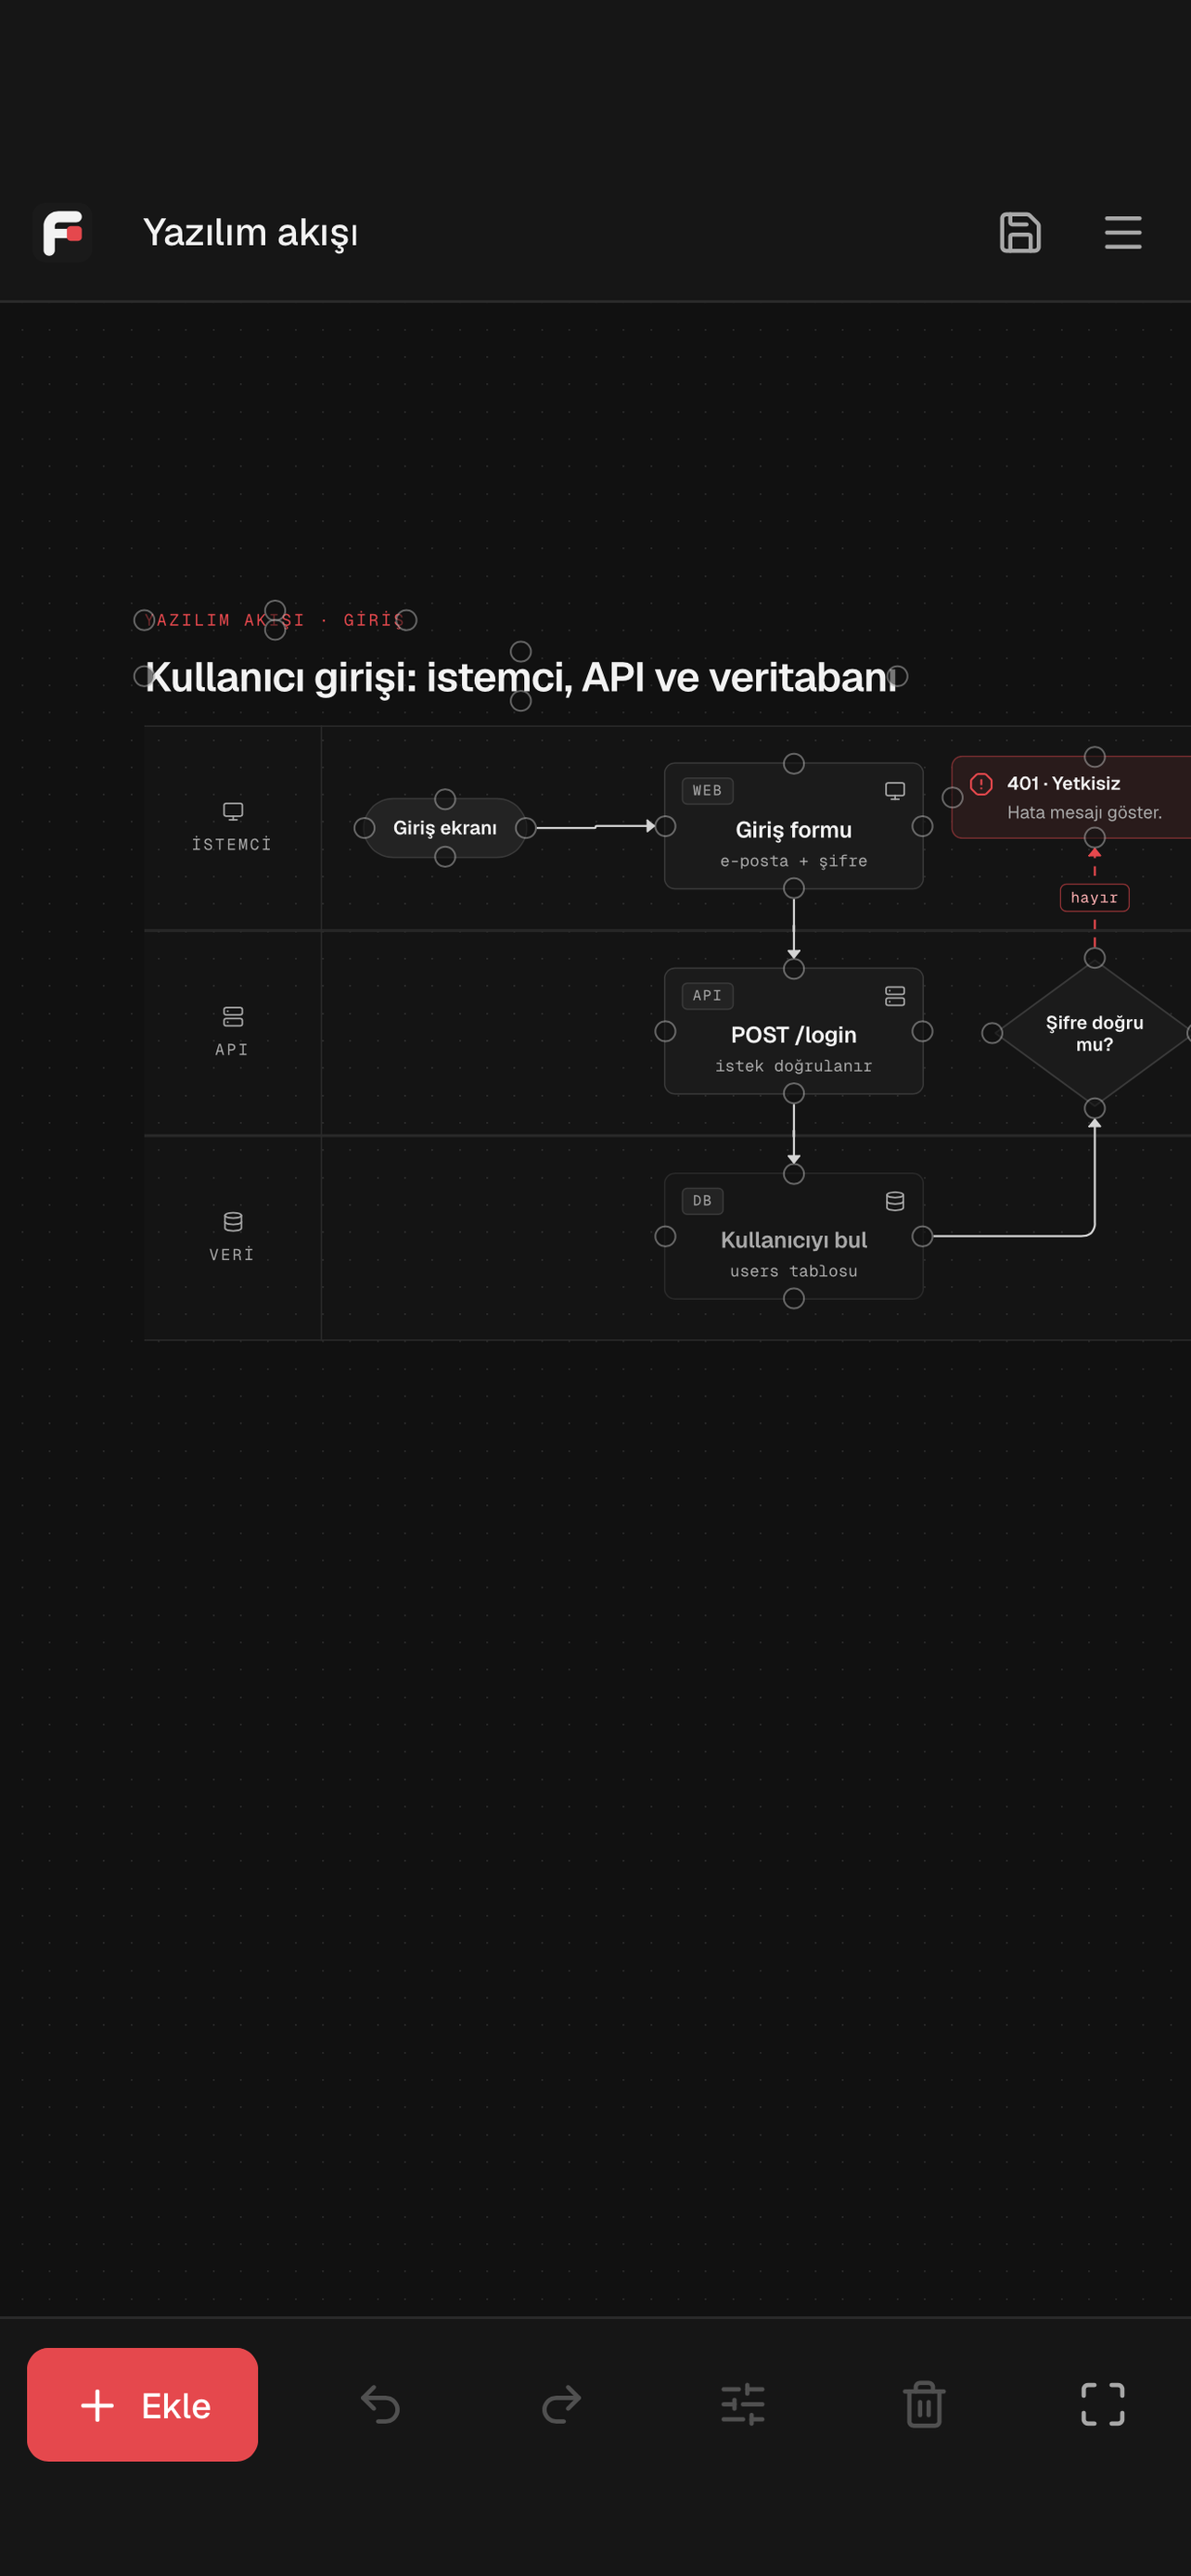 Yazılım akışı
YAZILIM AKIŞI · GİRİŞ
Kullanıcı girişi: istemci, API ve veritabanı
İSTEMCİ
Giriş ekranı
WEB
Giriş formu
e-posta + şifre
401 · Yetkisiz
Hata mesajı göster.
hayır
API
API
POST /login
istek doğrulanır
Şifre doğru
mu?
VERİ
DB
Kullanıcıyı bul
users tablosu
Ekle